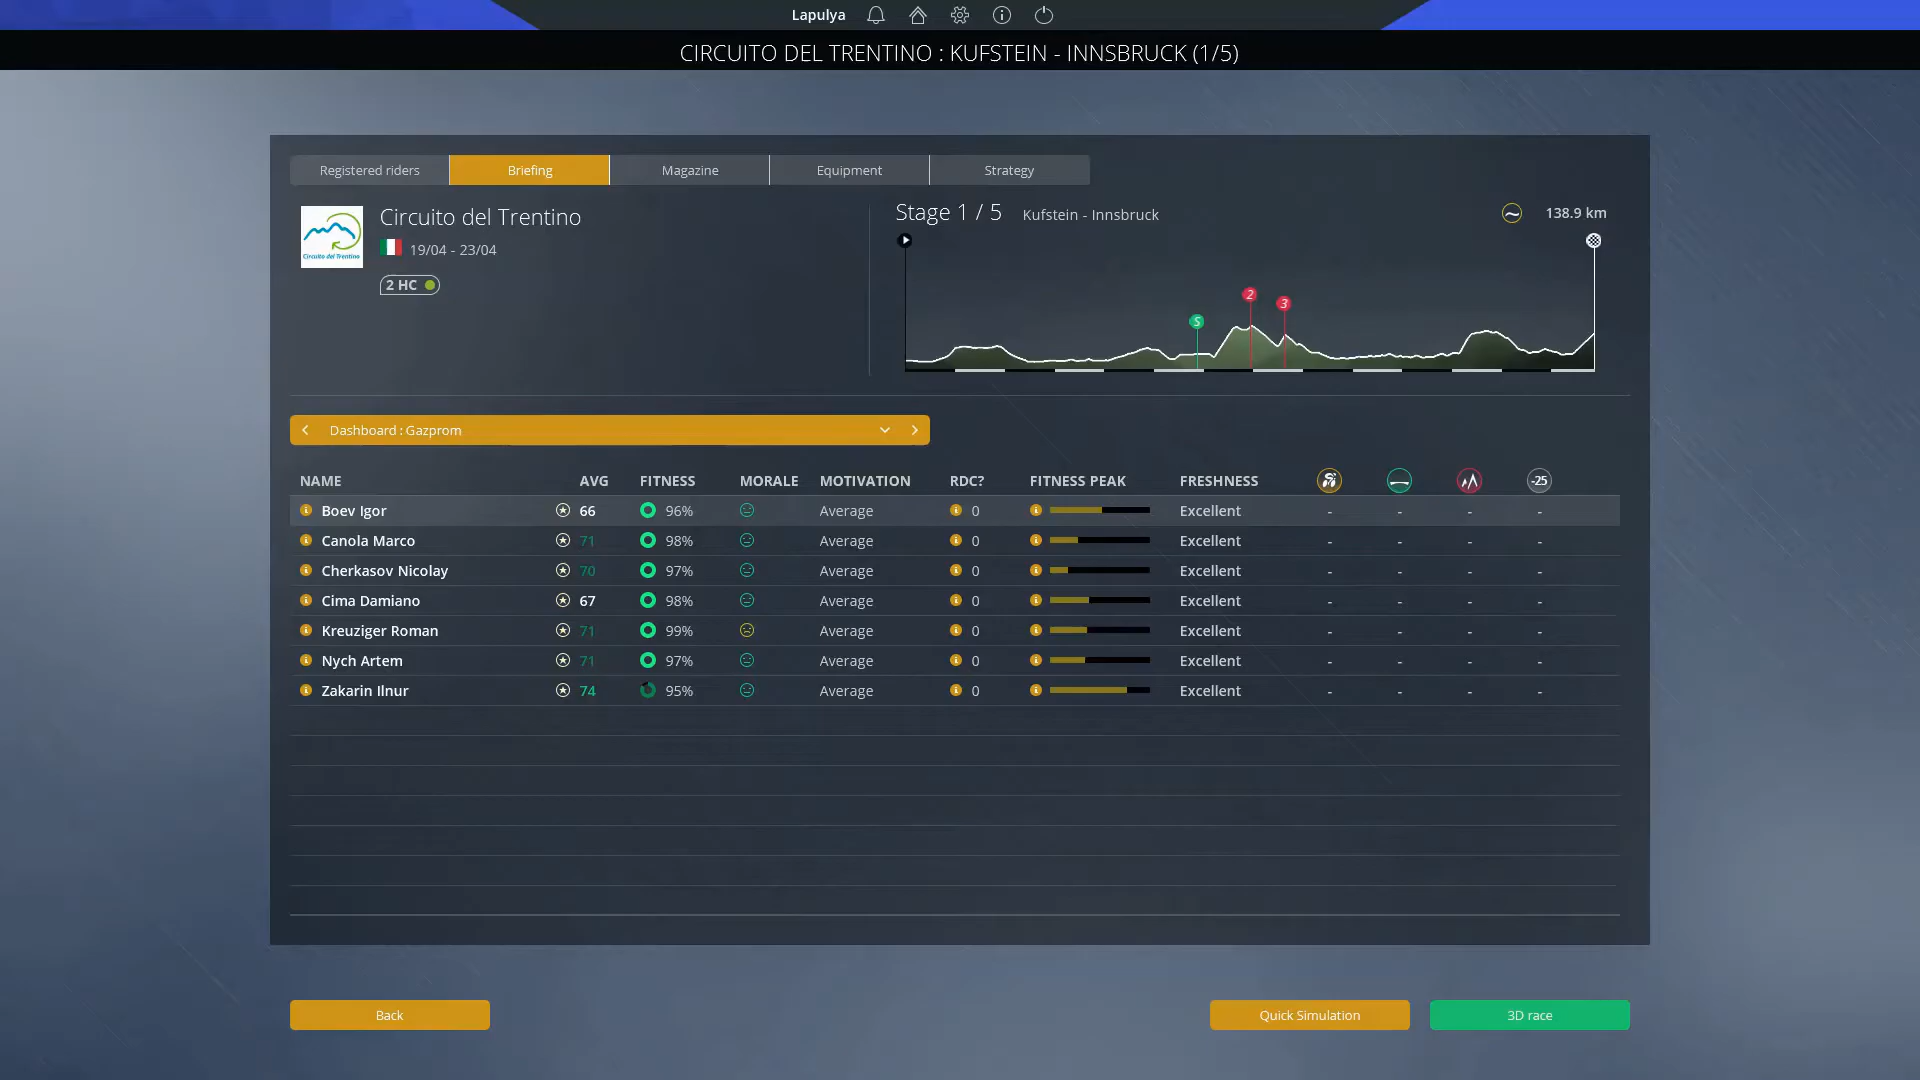 Lapulya
CIRCUITO DEL TRENTINO : KUFSTEIN - INNSBRUCK (1/5)
Registered riders Briefing Magazine Equipment Strategy
Circuito del Trentino
Circuito del Trentino
19/04 - 23/04
2 HC
Stage 1 / 5 Kufstein - Innsbruck 138.9 km
2
3
S
Dashboard : Gazprom
NAME AVG FITNESS MORALE MOTIVATION RDC? FITNESS PEAK FRESHNESS -25
Boev Igor 66 96% Average 0 Excellent - - - -
Canola Marco 71 98% Average 0 Excellent - - - -
Cherkasov Nicolay 70 97% Average 0 Excellent - - - -
Cima Damiano 67 98% Average 0 Excellent - - - -
Kreuziger Roman 71 99% Average 0 Excellent - - - -
Nych Artem 71 97% Average 0 Excellent - - - -
Zakarin Ilnur 74 95% Average 0 Excellent - - - -
Back Quick Simulation 3D race